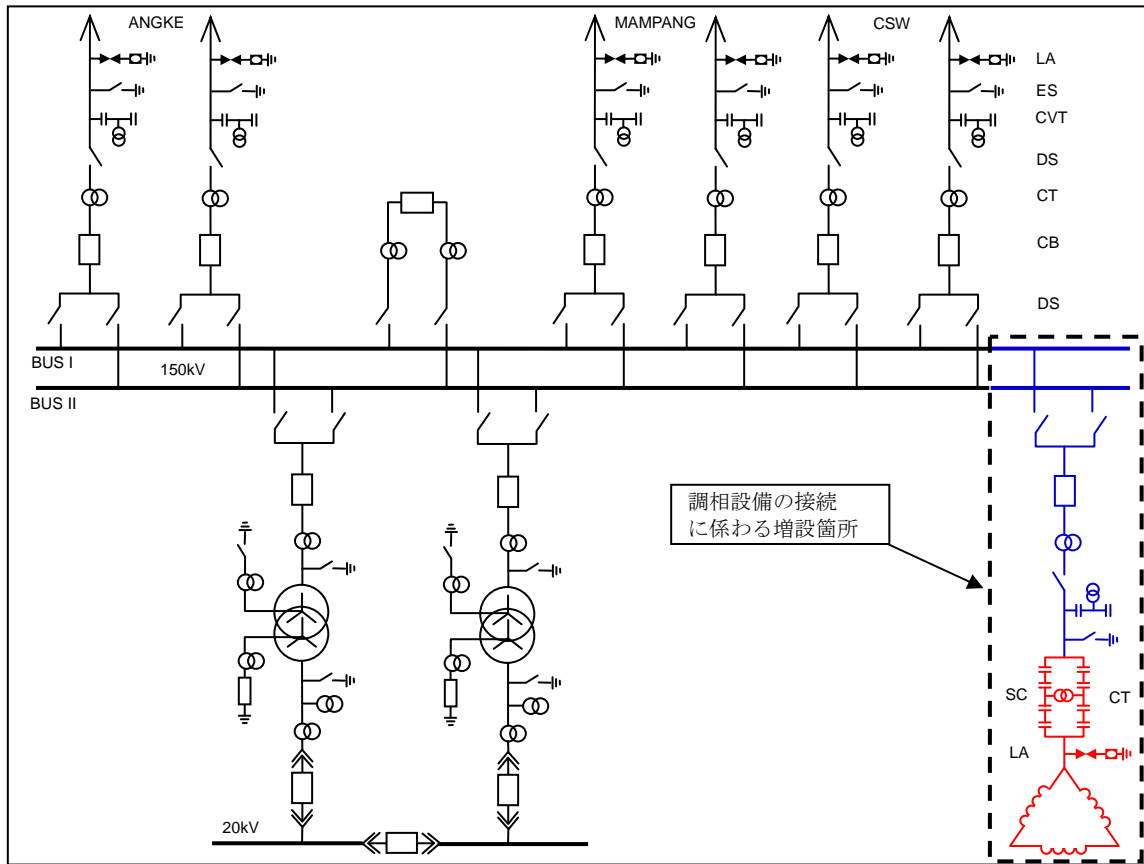 ANGKE
MAMPANG
CSW
LA
ES
CVT
DS
CT
CB
DS
BUS I
150kV
BUS II
調相設備の接続
に係わる増設箇所
SC
CT
LA
20kV